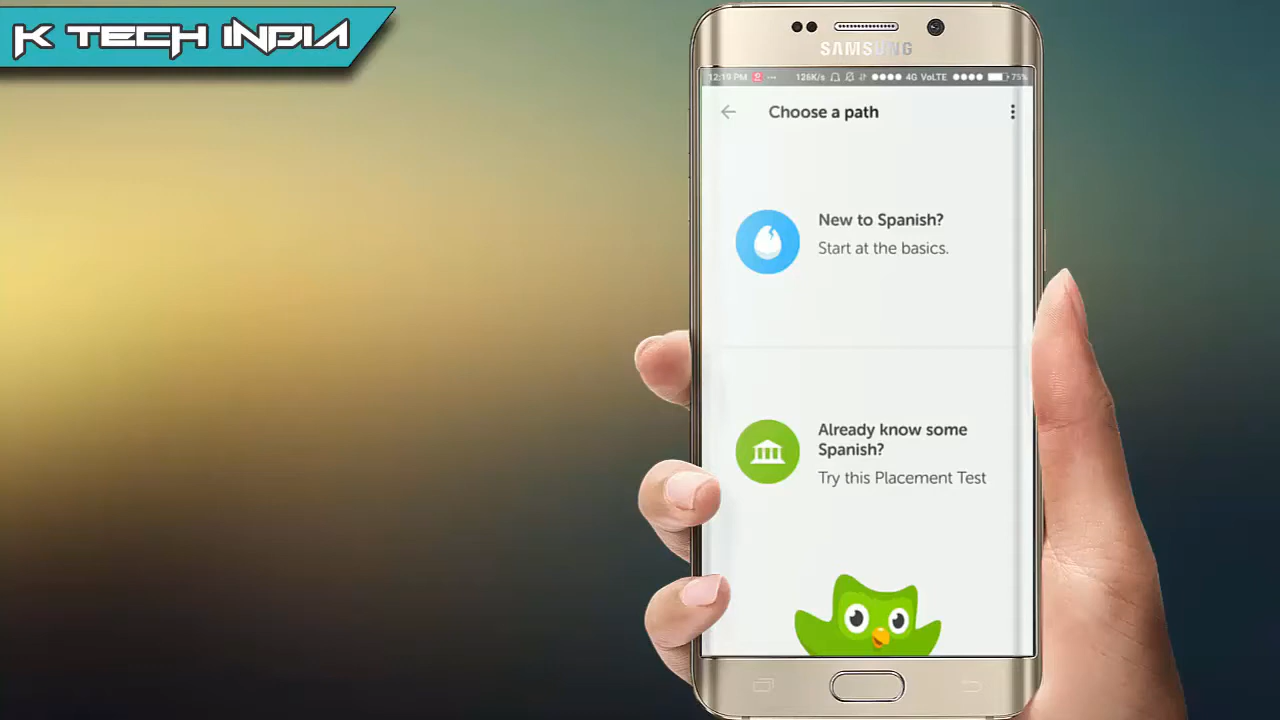 K TECH INDIA
SAMSUNG
12:19 PM ... 126K/s 4G VoLTE 75%
Choose a path
New to Spanish?
Start at the basics.
Already know some
Spanish?
Try this Placement Test